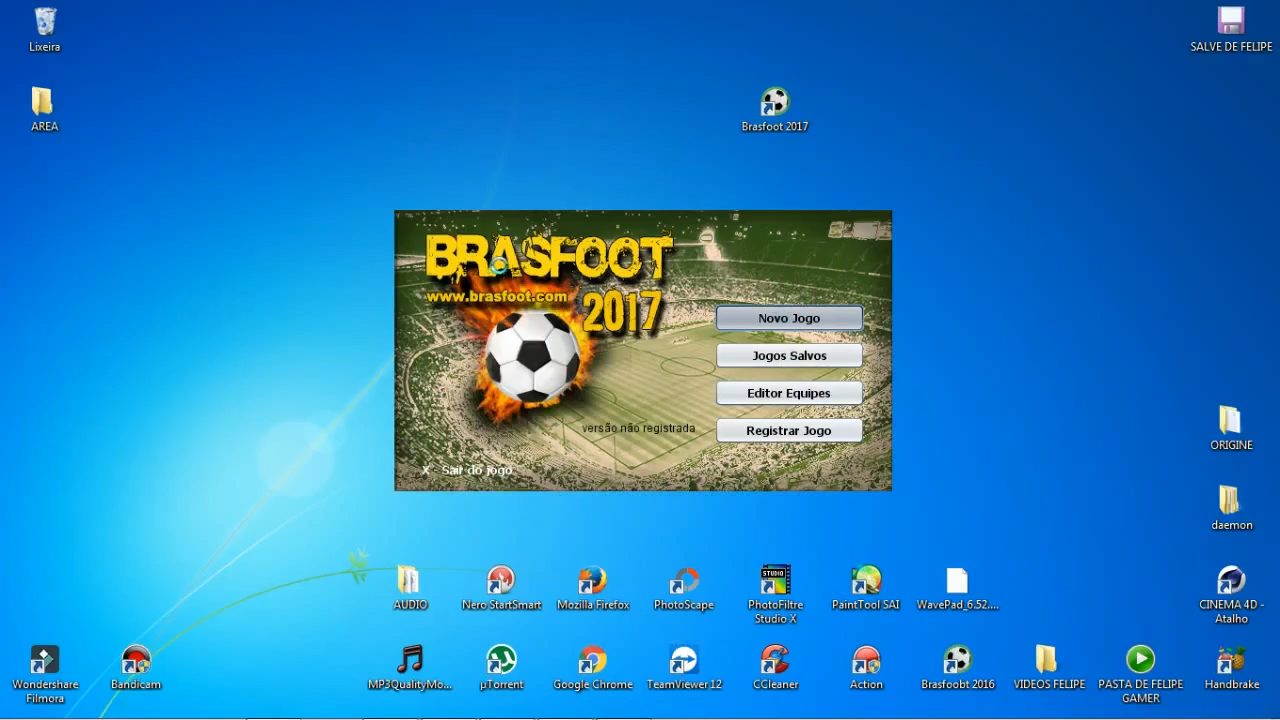 Lixeira
SALVE DE FELIPE
AREA
Brasfoot 2017
BRASFOOT
www.brasfoot.com
2017
Novo Jogo
Jogos Salvos
Editor Equipes
versão não registrada
Registrar Jogo
X - Sair do jogo
ORIGINE
daemon
AUDIO
Nero StartSmart
Mozilla Firefox
PhotoScape
STUDIO
PhotoFiltre
Studio X
PaintTool SAI
WavePad_6.52....
CINEMA 4D -
Atalho
Wondershare
Filmora
Bandicam
MP3QualityMo...
µTorrent
Google Chrome
TeamViewer 12
CCleaner
Action
Brasfoobt 2016
VIDEOS FELIPE
PASTA DE FELIPE
GAMER
Handbrake